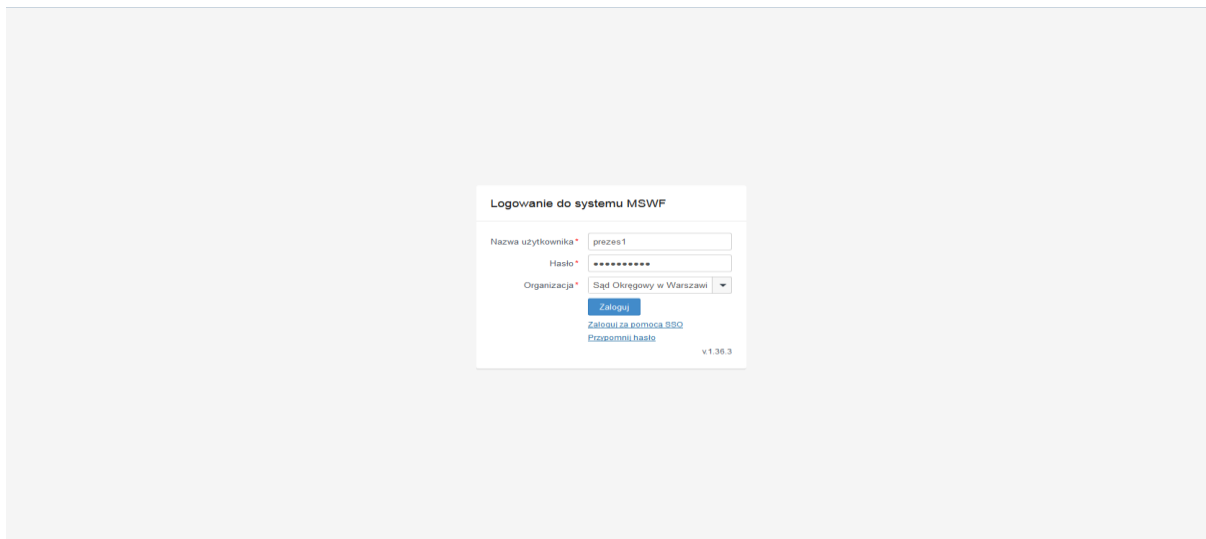 Logowanie do systemu MSWF
Nazwa użytkownika* prezes1
Hasło* ••••••••••
Organizacja* Sąd Okręgowy w Warszawi
Zaloguj
Zaloguj za pomocą SSO
Przypomnij hasło
v.1.36.3